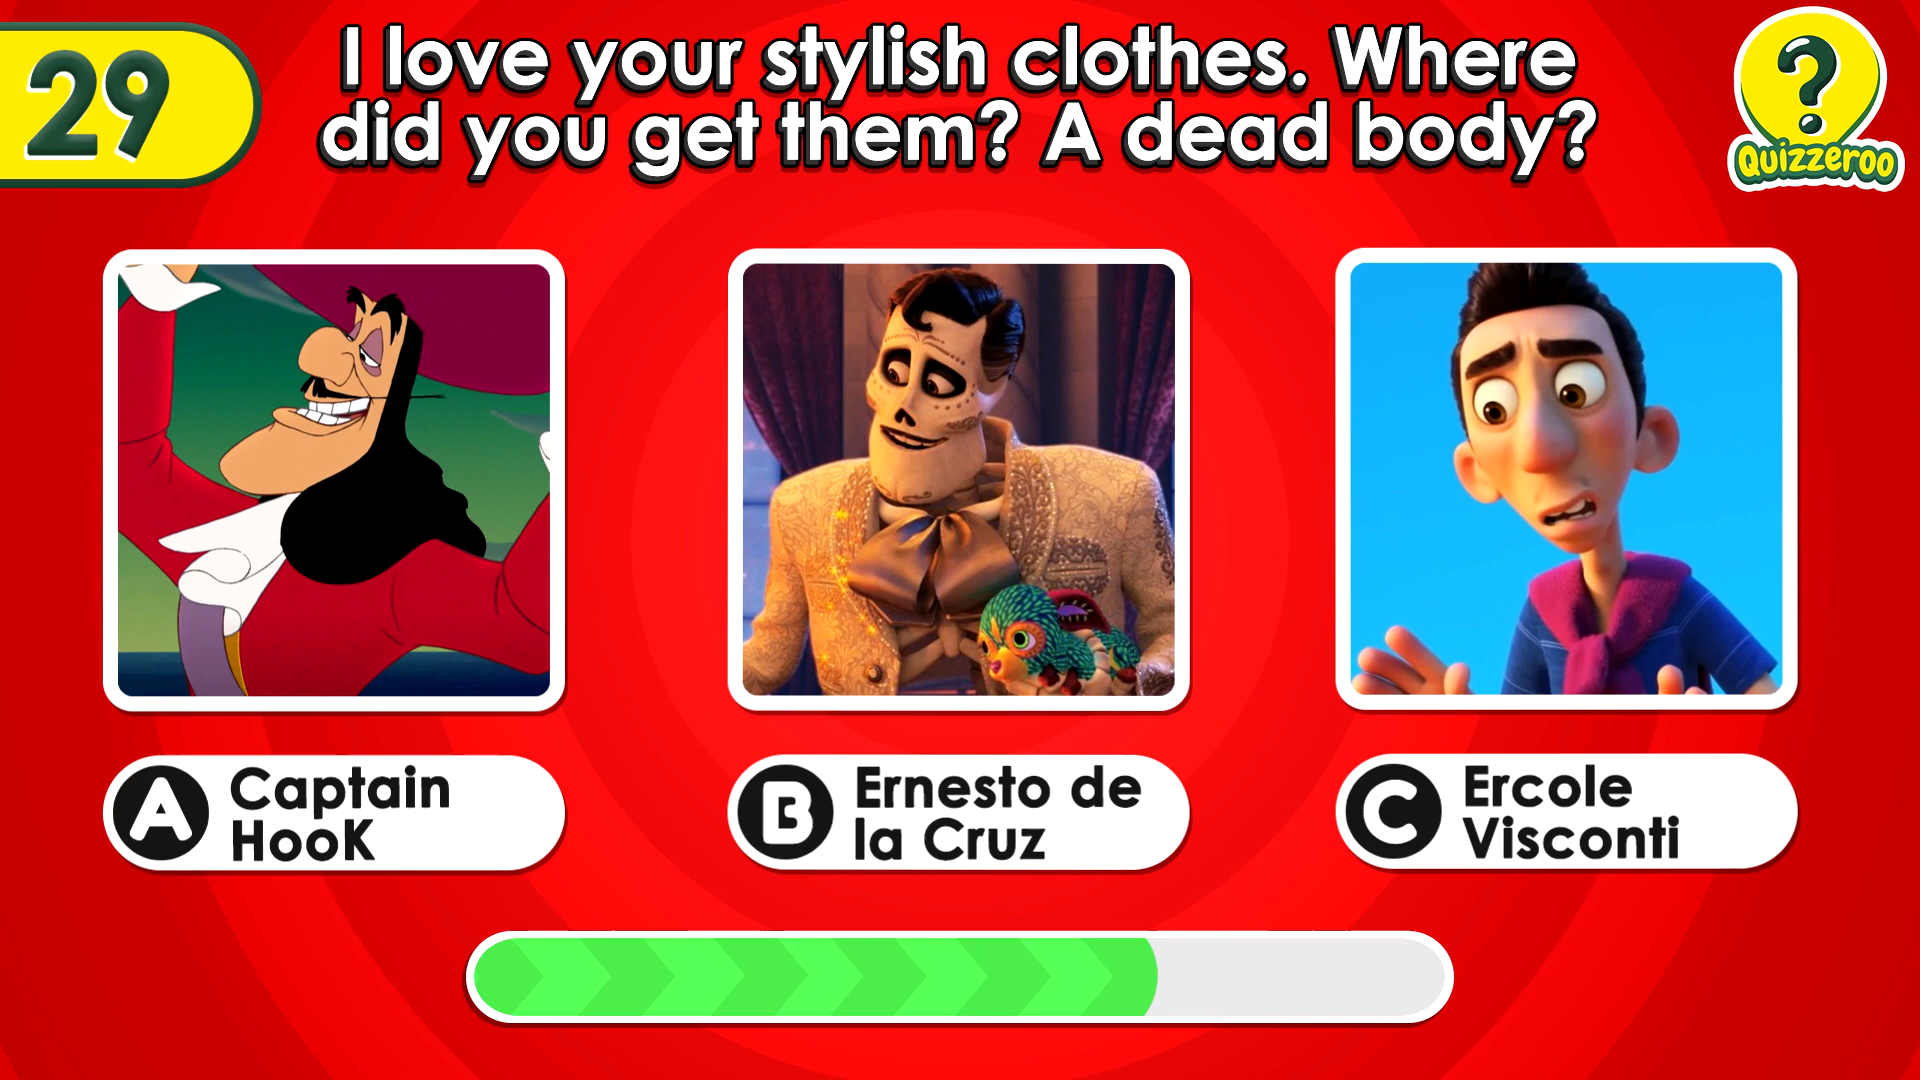 29
I love your stylish clothes. Where
did you get them? A dead body?
?
Quizzeroo
A
Captain
HooK
B
Ernesto de
la Cruz
C
Ercole
Visconti